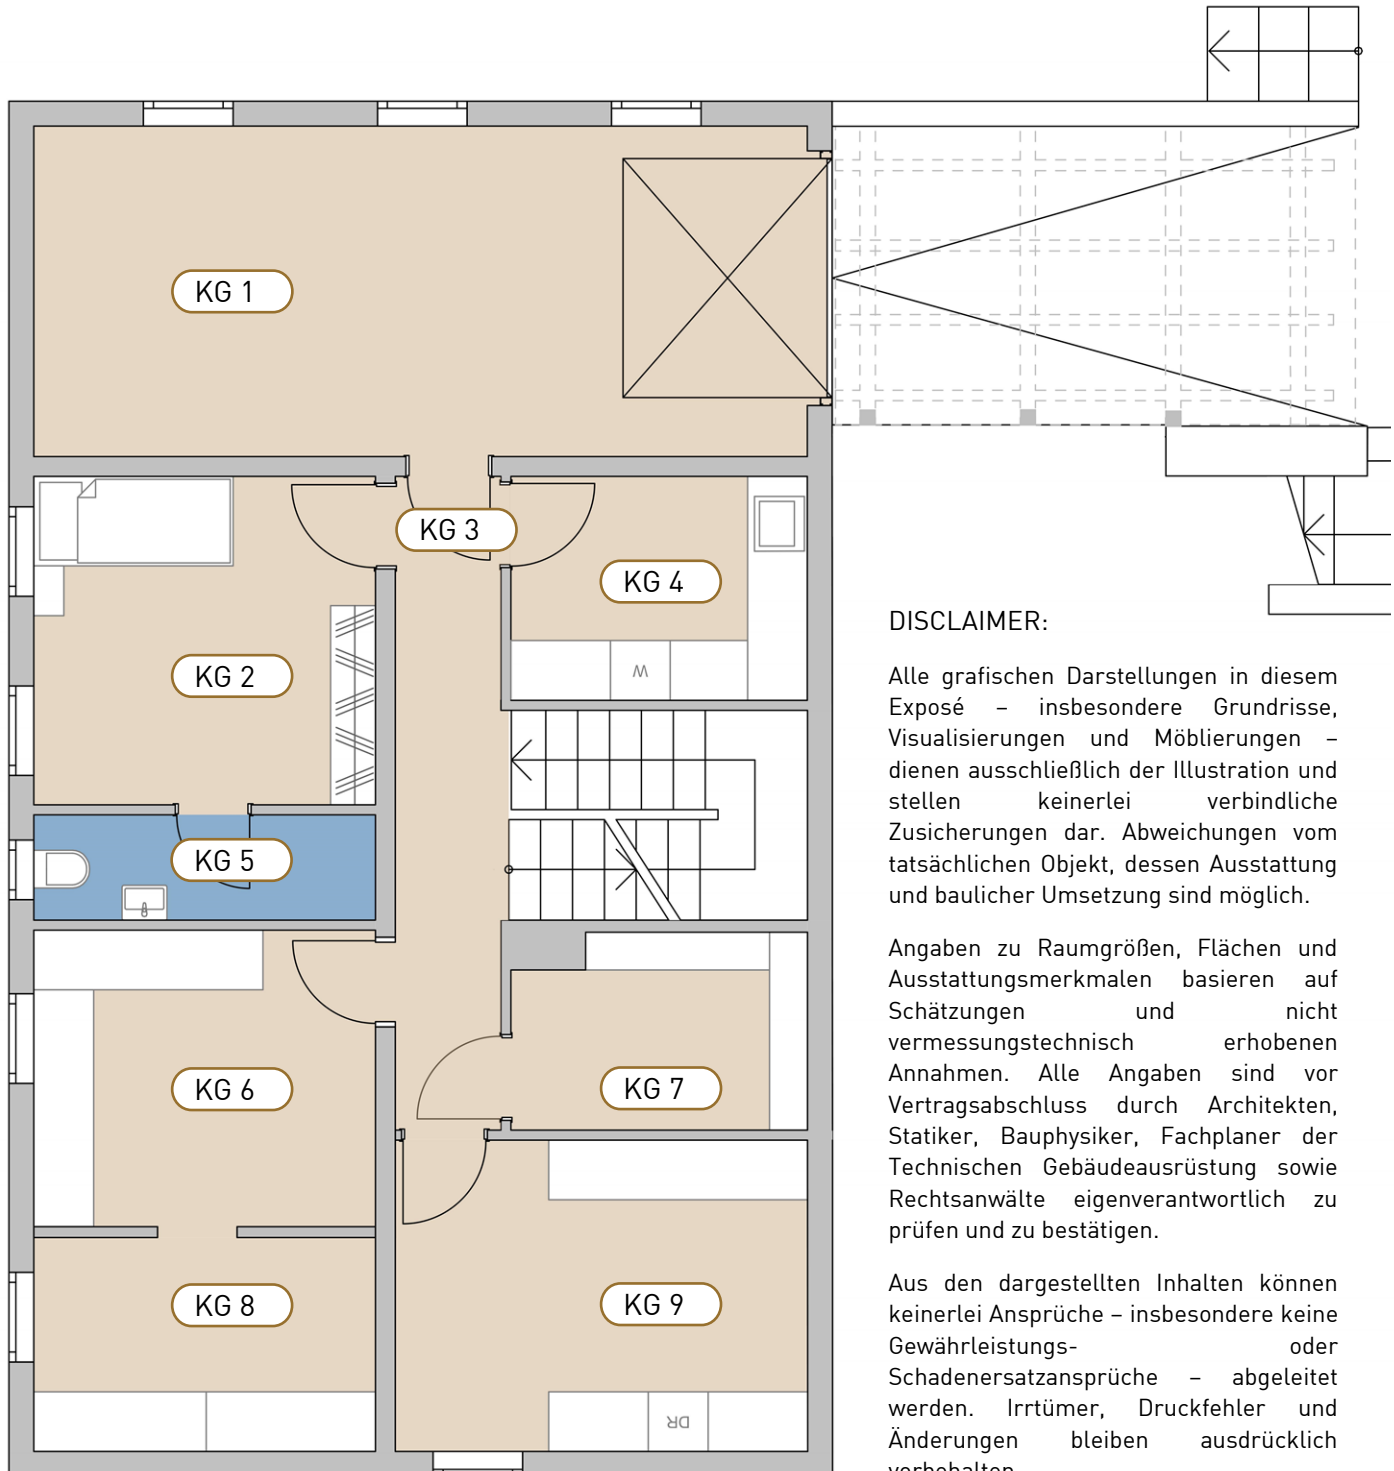 KG 1
KG 3
KG 4
KG 2
W
KG 5
KG 6
KG 7
KG 8
KG 9
DR
DISCLAIMER:
Alle grafischen Darstellungen in diesem
Exposé – insbesondere Grundrisse,
Visualisierungen und Möblierungen –
dienen ausschließlich der Illustration und
stellen keinerlei verbindliche
Zusicherungen dar. Abweichungen vom
tatsächlichen Objekt, dessen Ausstattung
und baulicher Umsetzung sind möglich.
Angaben zu Raumgrößen, Flächen und
Ausstattungsmerkmalen basieren auf
Schätzungen und nicht
vermessungstechnisch erhobenen
Annahmen. Alle Angaben sind vor
Vertragsabschluss durch Architekten,
Statiker, Bauphysiker, Fachplaner der
Technischen Gebäudeausrüstung sowie
Rechtsanwälte eigenverantwortlich zu
prüfen und zu bestätigen.
Aus den dargestellten Inhalten können
keinerlei Ansprüche – insbesondere keine
Gewährleistungs- oder
Schadenersatzansprüche – abgeleitet
werden. Irrtümer, Druckfehler und
Änderungen bleiben ausdrücklich